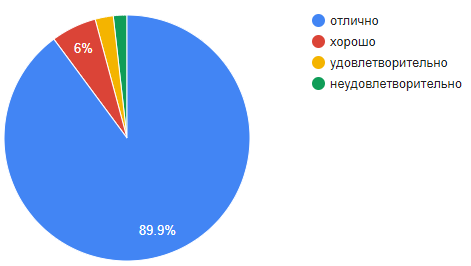 отлично
хорошо
удовлетворительно
неудовлетворительно
6%
89.9%